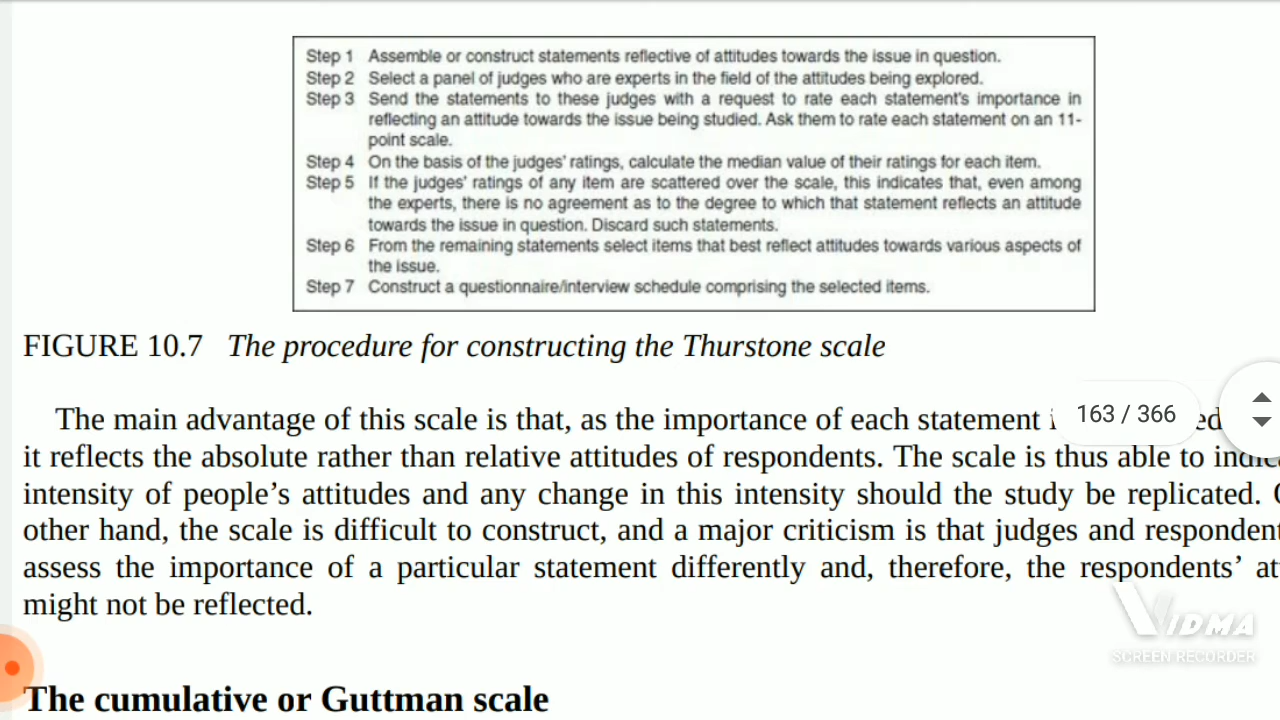 Step 1 Assemble or construct statements reflective of attitudes towards the issue in question.
Step 2 Select a panel of judges who are experts in the field of the attitudes being explored.
Step 3 Send the statements to these judges with a request to rate each statement's importance in
reflecting an attitude towards the issue being studied. Ask them to rate each statement on an 11-
point scale.
Step 4 On the basis of the judges' ratings, calculate the median value of their ratings for each item.
Step 5 If the judges' ratings of any item are scattered over the scale, this indicates that, even among
the experts, there is no agreement as to the degree to which that statement reflects an attitude
towards the issue in question. Discard such statements.
Step 6 From the remaining statements select items that best reflect attitudes towards various aspects of
the issue.
Step 7 Construct a questionnaire/interview schedule comprising the selected items.
FIGURE 10.7 The procedure for constructing the Thurstone scale
The main advantage of this scale is that, as the importance of each statement
163 / 366
it reflects the absolute rather than relative attitudes of respondents. The scale is thus able to
intensity of people's attitudes and any change in this intensity should the study be replicated.
other hand, the scale is difficult to construct, and a major criticism is that judges and
assess the importance of a particular statement differently and, therefore, the respondents'
might not be reflected.
VIDMA
SCREEN RECORDER
The cumulative or Guttman scale